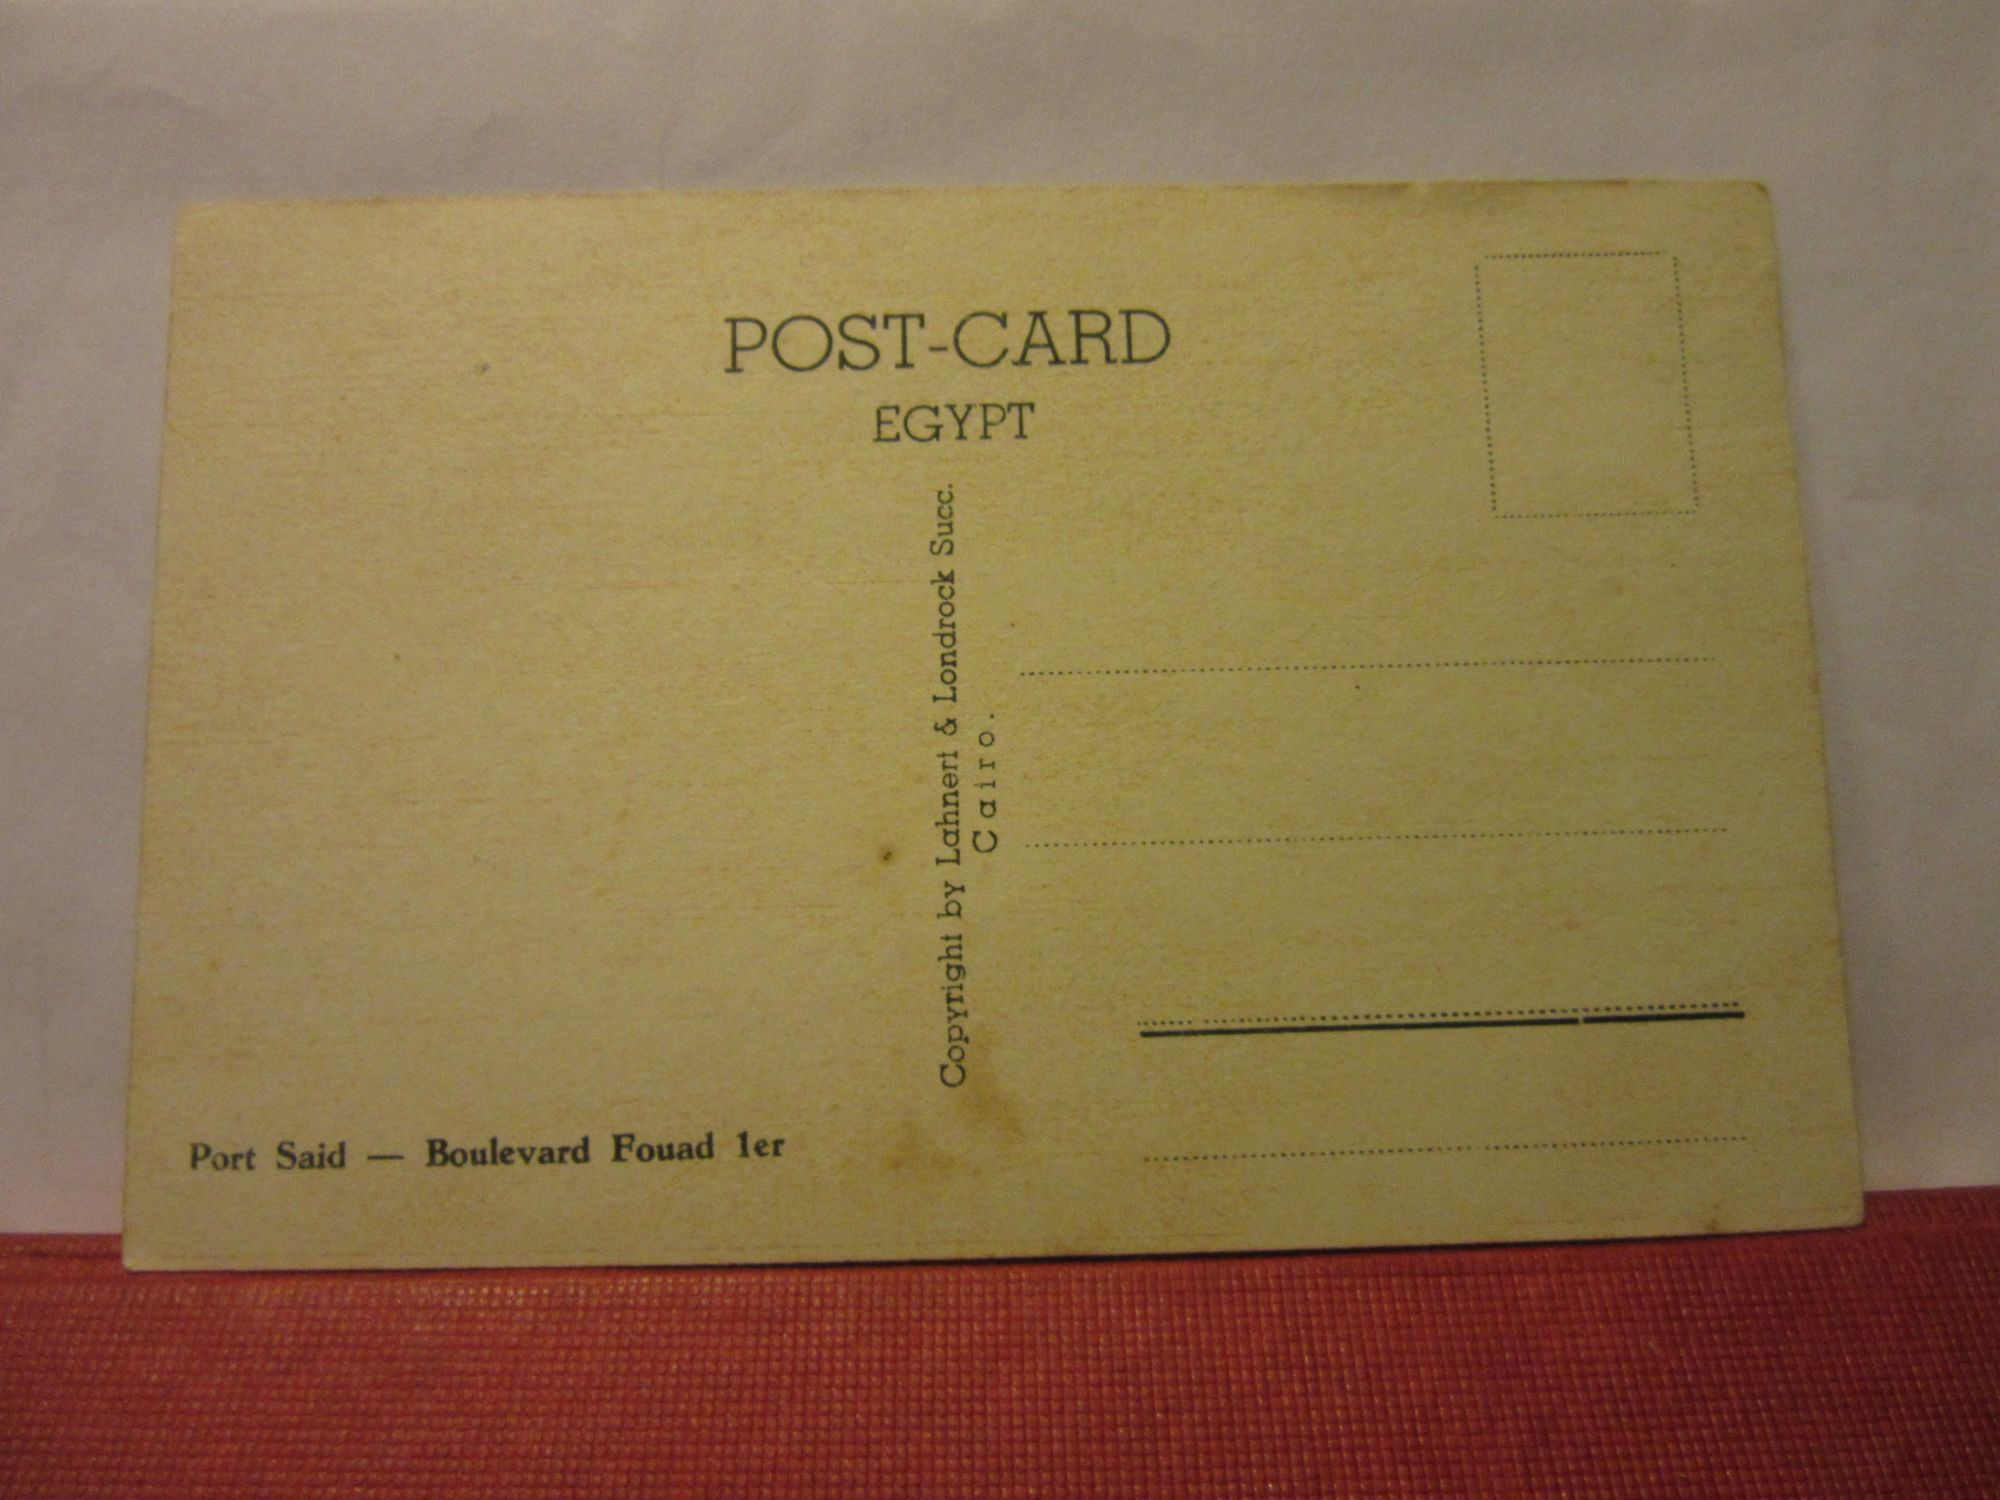 POST-CARD
EGYPT
Copyright by Lahnert & Londrock Succ.
Cairo.
Port Said — Boulevard Fouad 1er